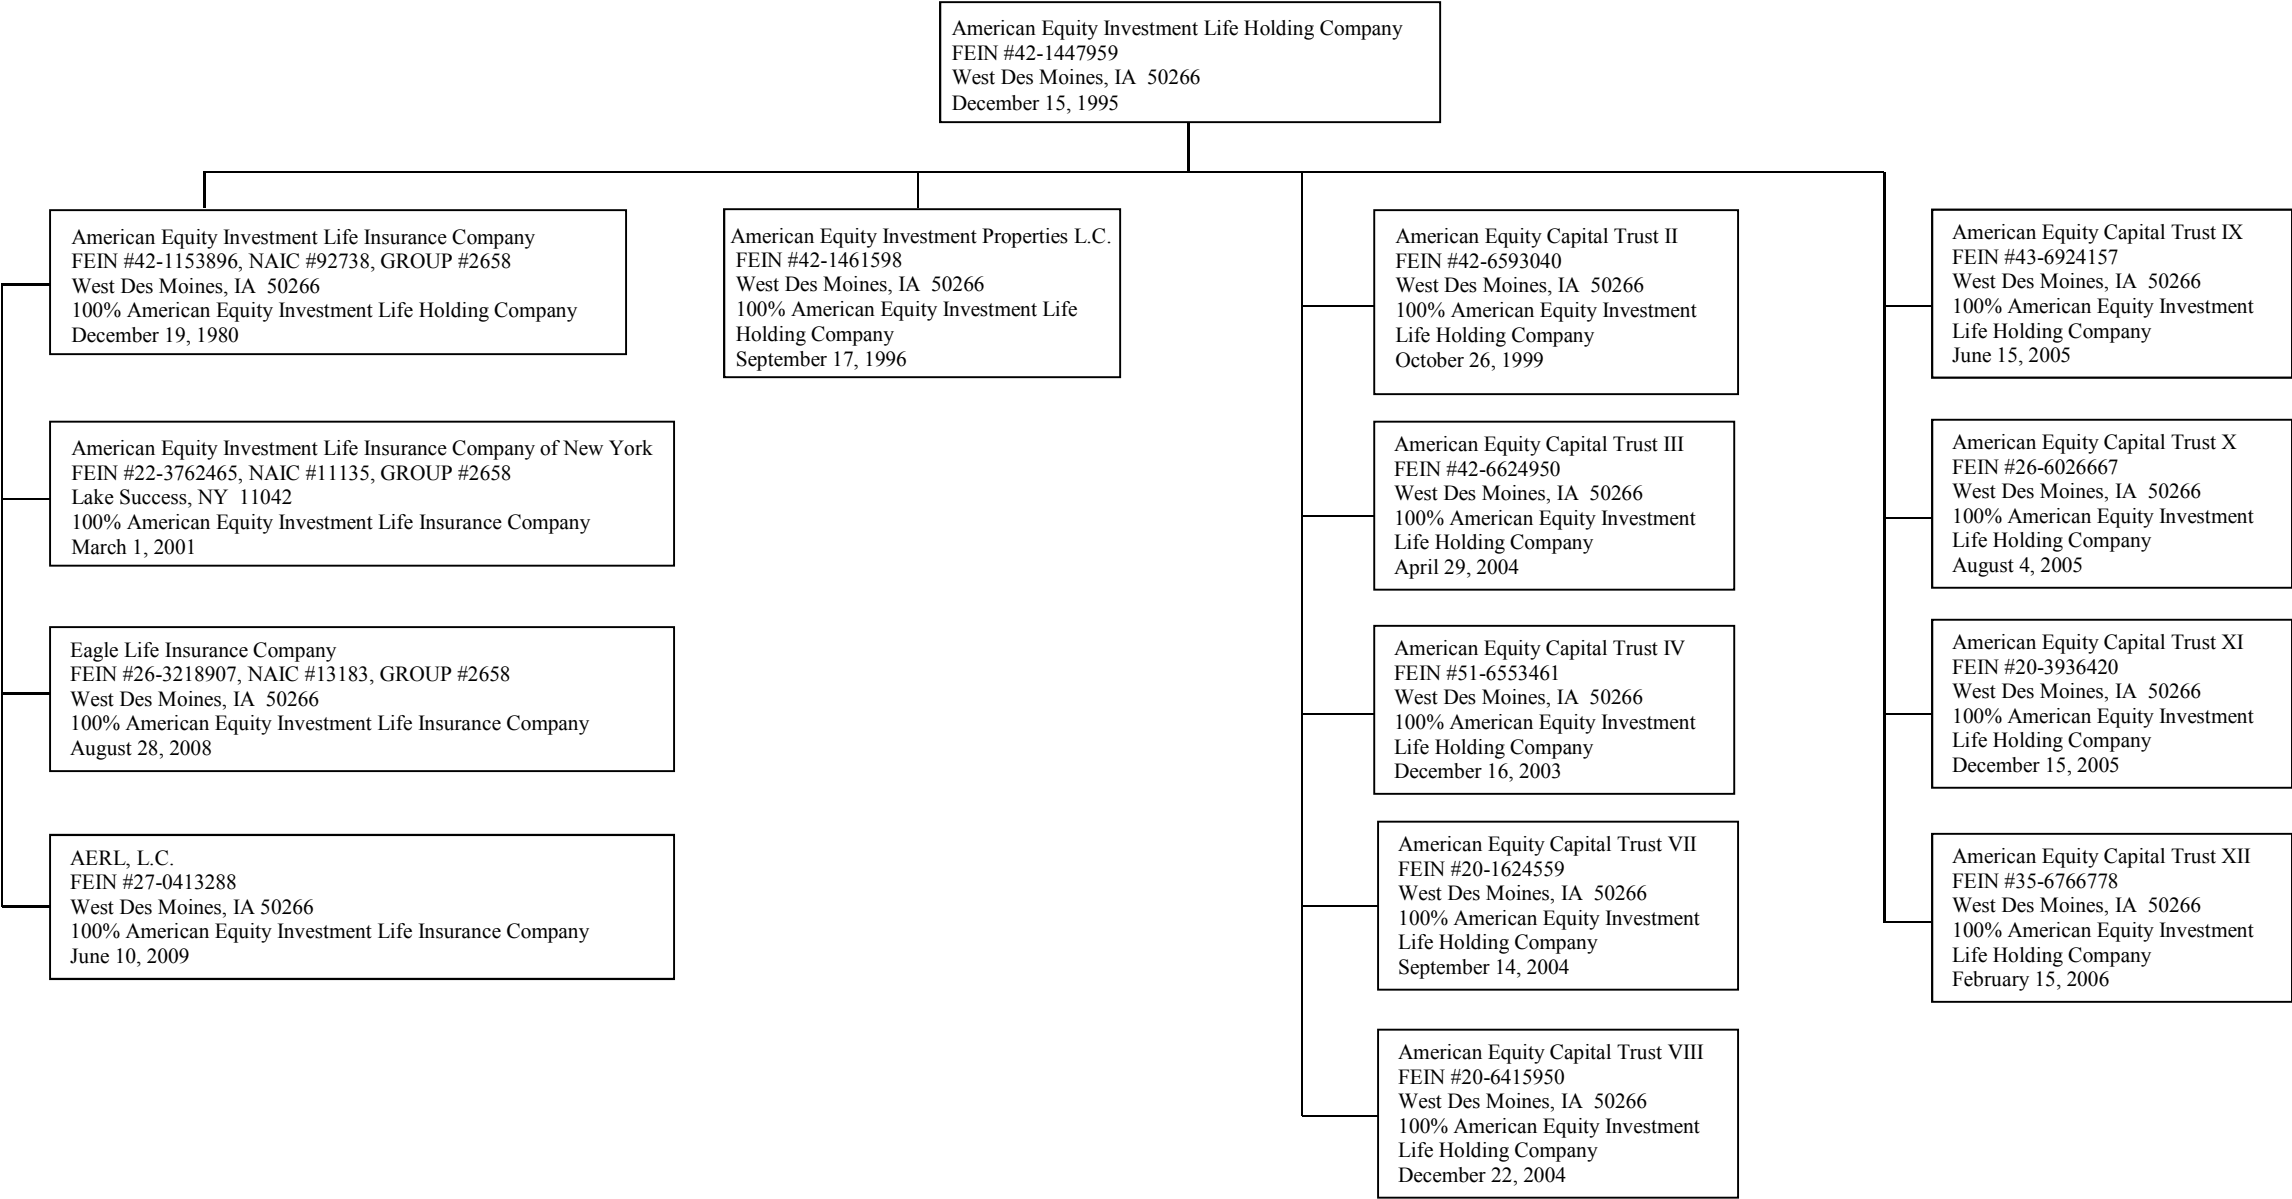 American Equity Investment Life Holding Company
FEIN #42-1447959
West Des Moines, IA  50266
December 15, 1995
American Equity Investment Life Insurance Company
FEIN #42-1153896, NAIC #92738, GROUP #2658
West Des Moines, IA  50266
100% American Equity Investment Life Holding Company
December 19, 1980
American Equity Investment Life Insurance Company of New York
FEIN #22-3762465, NAIC #11135, GROUP #2658
Lake Success, NY  11042
100% American Equity Investment Life Insurance Company
March 1, 2001
Eagle Life Insurance Company
FEIN #26-3218907, NAIC #13183, GROUP #2658
West Des Moines, IA  50266
100% American Equity Investment Life Insurance Company
August 28, 2008
AERL, L.C.
FEIN #27-0413288
West Des Moines, IA 50266
100% American Equity Investment Life Insurance Company
June 10, 2009
American Equity Investment Properties L.C.
FEIN #42-1461598
West Des Moines, IA  50266
100% American Equity Investment Life
Holding Company
September 17, 1996
American Equity Capital Trust II
FEIN #42-6593040
West Des Moines, IA  50266
100% American Equity Investment
Life Holding Company
October 26, 1999
American Equity Capital Trust III
FEIN #42-6624950
West Des Moines, IA  50266
100% American Equity Investment
Life Holding Company
April 29, 2004
American Equity Capital Trust IV
FEIN #51-6553461
West Des Moines, IA  50266
100% American Equity Investment
Life Holding Company
December 16, 2003
American Equity Capital Trust VII
FEIN #20-1624559
West Des Moines, IA  50266
100% American Equity Investment
Life Holding Company
September 14, 2004
American Equity Capital Trust VIII
FEIN #20-6415950
West Des Moines, IA  50266
100% American Equity Investment
Life Holding Company
December 22, 2004
American Equity Capital Trust IX
FEIN #43-6924157
West Des Moines, IA  50266
100% American Equity Investment
Life Holding Company
June 15, 2005
American Equity Capital Trust X
FEIN #26-6026667
West Des Moines, IA  50266
100% American Equity Investment
Life Holding Company
August 4, 2005
American Equity Capital Trust XI
FEIN #20-3936420
West Des Moines, IA  50266
100% American Equity Investment
Life Holding Company
December 15, 2005
American Equity Capital Trust XII
FEIN #35-6766778
West Des Moines, IA  50266
100% American Equity Investment
Life Holding Company
February 15, 2006